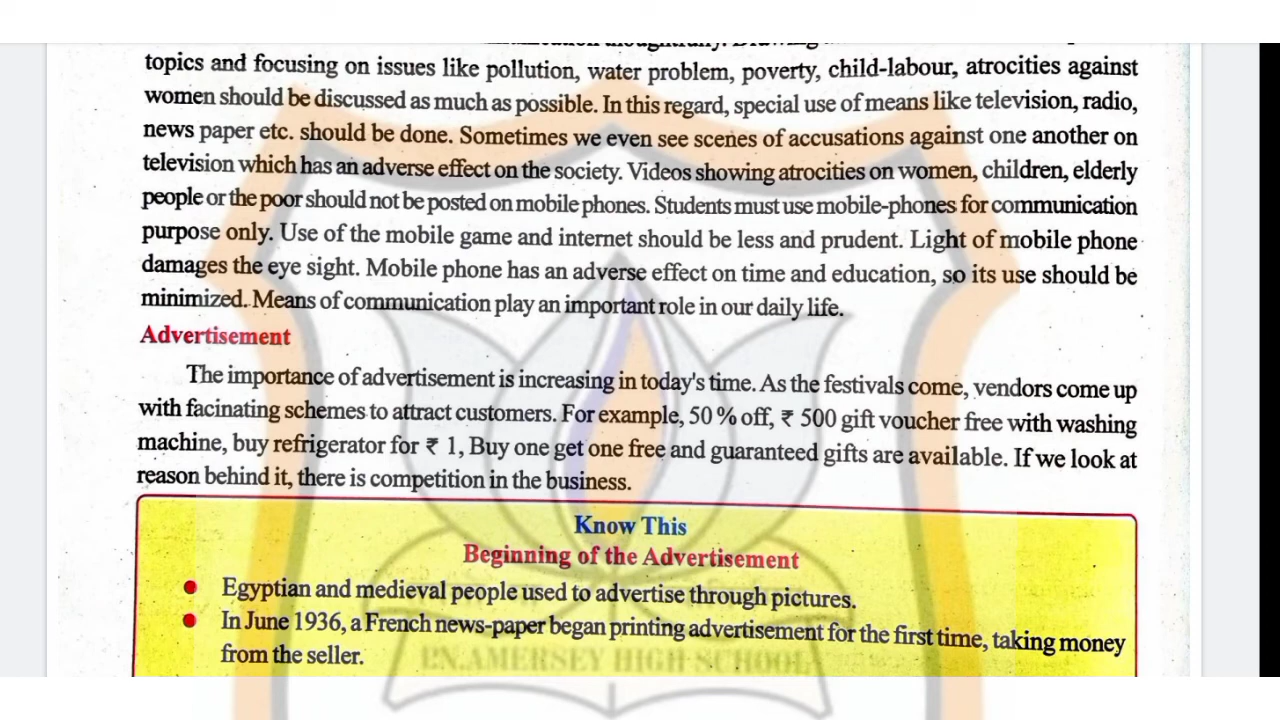 topics and focusing on issues like pollution, water problem, poverty, child-labour, atrocities against
women should be discussed as much as possible. In this regard, special use of means like television, radio,
news paper etc. should be done. Sometimes we even see scenes of accusations against one another on
television which has an adverse effect on the society. Videos showing atrocities on women, children, elderly
people or the poor should not be posted on mobile phones. Students must use mobile-phones for communication
purpose only. Use of the mobile game and internet should be less and prudent. Light of mobile phone
damages the eye sight. Mobile phone has an adverse effect on time and education, so its use should be
minimized. Means of communication play an important role in our daily life.
Advertisement
The importance of advertisement is increasing in today's time. As the festivals come, vendors come up
with facinating schemes to attract customers. For example, 50 % off, ₹ 500 gift voucher free with washing
machine, buy refrigerator for ₹ 1, Buy one get one free and guaranteed gifts are available. If we look at
reason behind it, there is competition in the business.
Know This
Beginning of the Advertisement
• Egyptian and medieval people used to advertise through pictures.
• In June 1936, a French news-paper began printing advertisement for the first time, taking money
from the seller.
P.N.AMERSEY HIGH SCHOOL